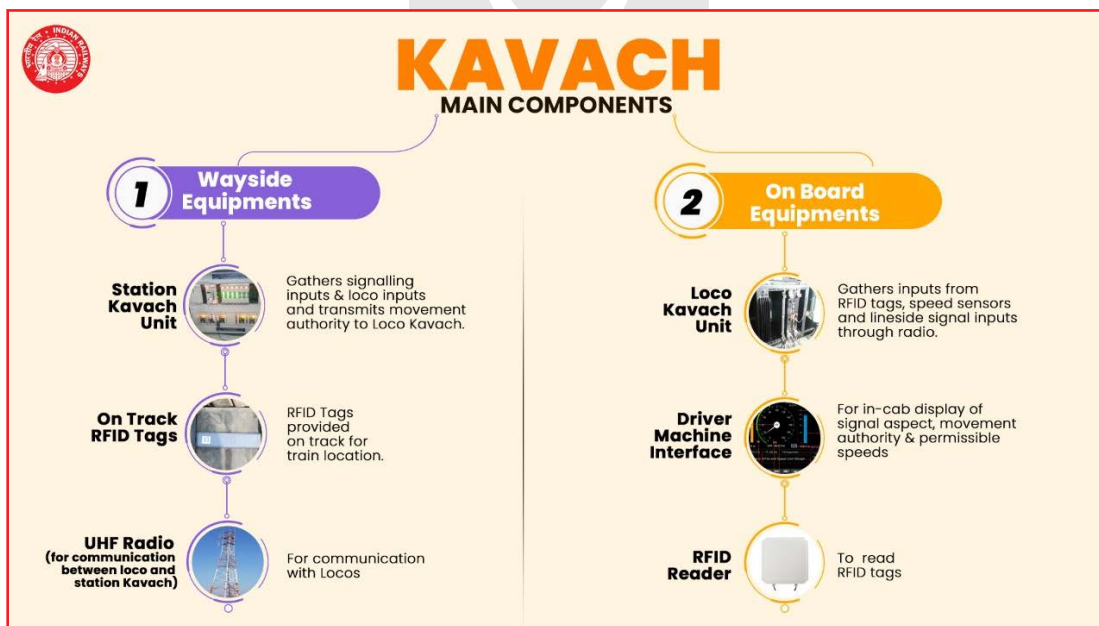 भारतीय रेल • INDIAN RAILWAYS
KAVACH
MAIN COMPONENTS
1
Wayside
Equipments
Station
Kavach
Unit
Gathers signalling
inputs & loco inputs
and transmits movement
authority to Loco Kavach.
On Track
RFID Tags
RFID Tags
provided
on track for
train location.
UHF Radio
(for communication
between loco and
station Kavach)
For communication
with Locos
2
On Board
Equipments
Loco
Kavach
Unit
Gathers inputs from
RFID tags, speed sensors
and lineside signal inputs
through radio.
Driver
Machine
Interface
For in-cab display of
signal aspect, movement
authority & permissible
speeds
RFID
Reader
To read
RFID tags